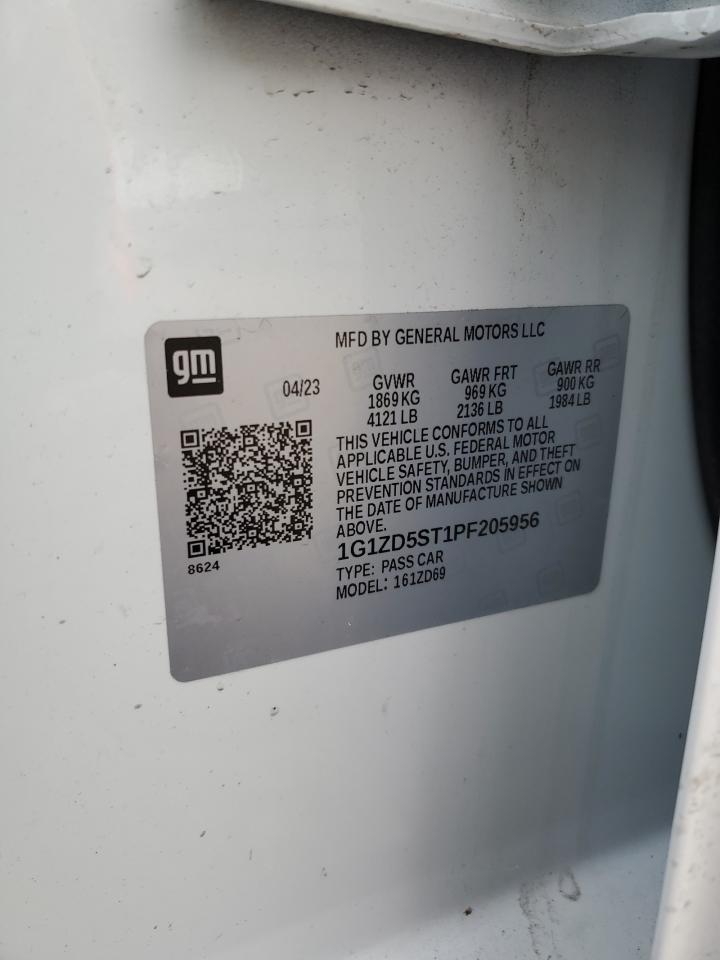 MFD BY GENERAL MOTORS LLC
gm
04/23
GVWR
1869 KG
4121 LB
GAWR FRT
969 KG
2136 LB
GAWR RR
900 KG
1984 LB
THIS VEHICLE CONFORMS TO ALL
APPLICABLE U.S. FEDERAL MOTOR
VEHICLE SAFETY, BUMPER, AND THEFT
PREVENTION STANDARDS IN EFFECT ON
THE DATE OF MANUFACTURE SHOWN
ABOVE.
1G1ZD5ST1PF205956
TYPE: PASS CAR
MODEL: 161ZD69
8624